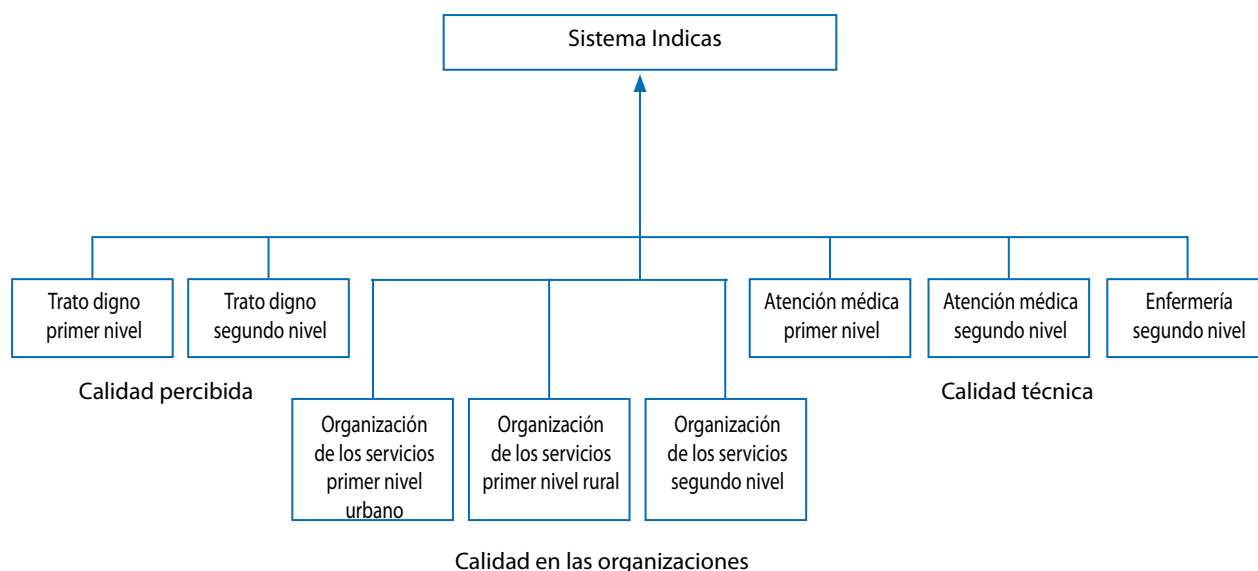 Sistema Indicas
Trato digno
primer nivel
Trato digno
segundo nivel
Atención médica
primer nivel
Atención médica
segundo nivel
Enfermería
segundo nivel
Calidad percibida
Calidad técnica
Organización
de los servicios
primer nivel
urbano
Organización
de los servicios
primer nivel rural
Organización
de los servicios
segundo nivel
Calidad en las organizaciones